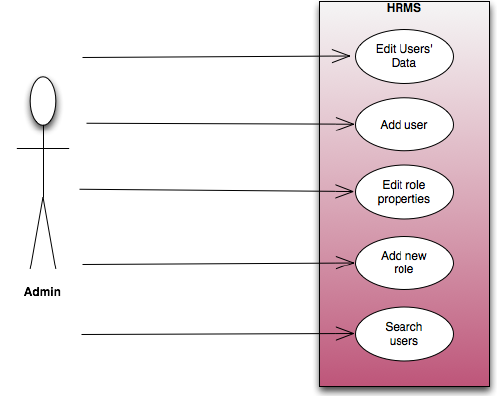 HRMS
Edit Users'
Data
Add user
Edit role
properties
Add new
role
Search
users
Admin